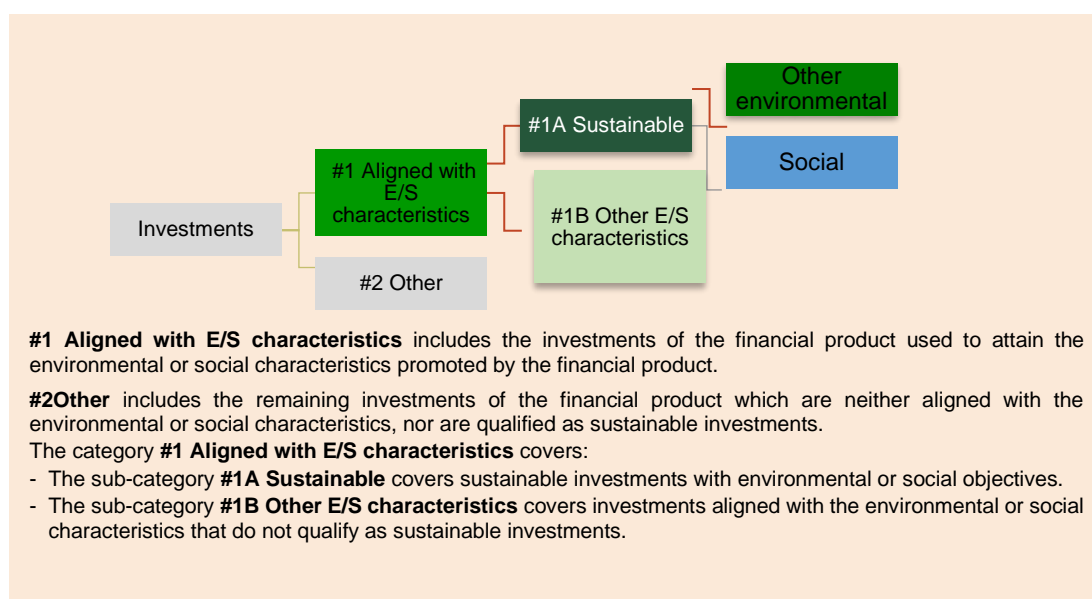 Other
environmental
#1A Sustainable
Social
#1 Aligned with
E/S
characteristics
#1B Other E/S
characteristics
Investments
#2 Other
#1 Aligned with E/S characteristics includes the investments of the financial product used to attain the
environmental or social characteristics promoted by the financial product.
#2Other includes the remaining investments of the financial product which are neither aligned with the
environmental or social characteristics, nor are qualified as sustainable investments.
The category #1 Aligned with E/S characteristics covers:
- The sub-category #1A Sustainable covers sustainable investments with environmental or social objectives.
- The sub-category #1B Other E/S characteristics covers investments aligned with the environmental or social
characteristics that do not qualify as sustainable investments.